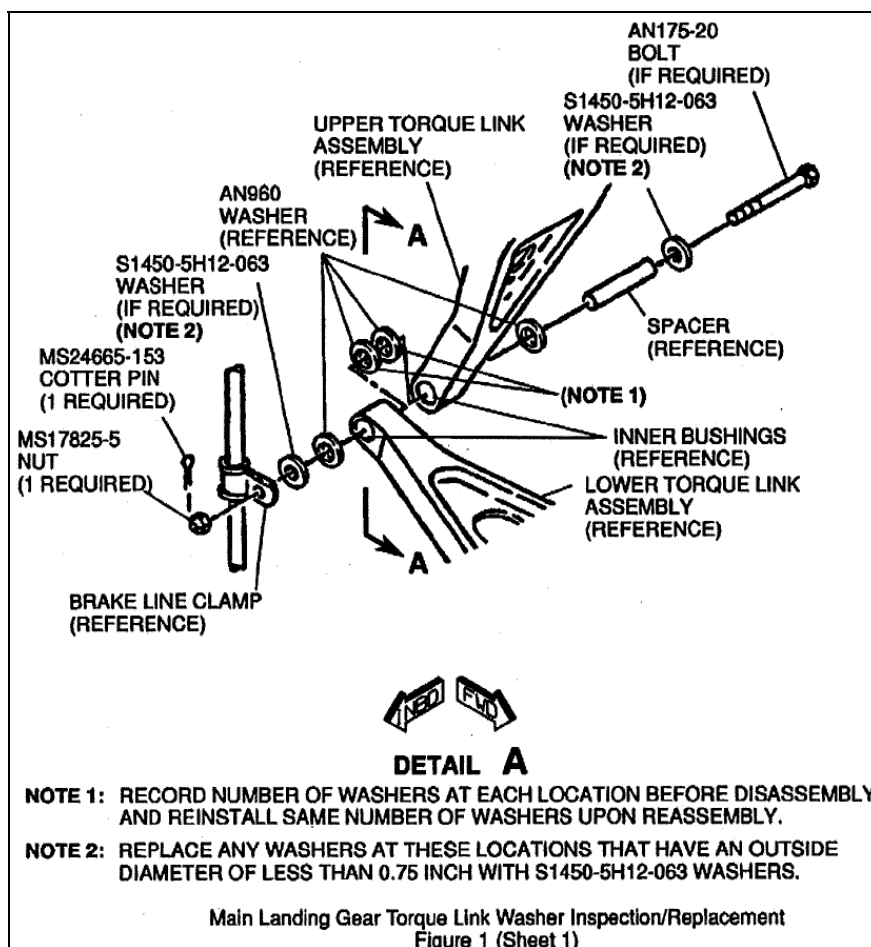 AN175-20
BOLT
(IF REQUIRED)
S1450-5H12-063
WASHER
(IF REQUIRED)
(NOTE 2)
UPPER TORQUE LINK
ASSEMBLY
(REFERENCE)
AN960
WASHER
(REFERENCE)
A
S1450-5H12-063
WASHER
(IF REQUIRED)
(NOTE 2)
SPACER
(REFERENCE)
MS24665-153
COTTER PIN
(1 REQUIRED)
(NOTE 1)
MS17825-5
NUT
(1 REQUIRED)
INNER BUSHINGS
(REFERENCE)
LOWER TORQUE LINK
ASSEMBLY
(REFERENCE)
A
BRAKE LINE CLAMP
(REFERENCE)
NBD FWD
DETAIL A
NOTE 1: RECORD NUMBER OF WASHERS AT EACH LOCATION BEFORE DISASSEMBLY
AND REINSTALL SAME NUMBER OF WASHERS UPON REASSEMBLY.
NOTE 2: REPLACE ANY WASHERS AT THESE LOCATIONS THAT HAVE AN OUTSIDE
DIAMETER OF LESS THAN 0.75 INCH WITH S1450-5H12-063 WASHERS.
Main Landing Gear Torque Link Washer Inspection/Replacement
Figure 1 (Sheet 1)